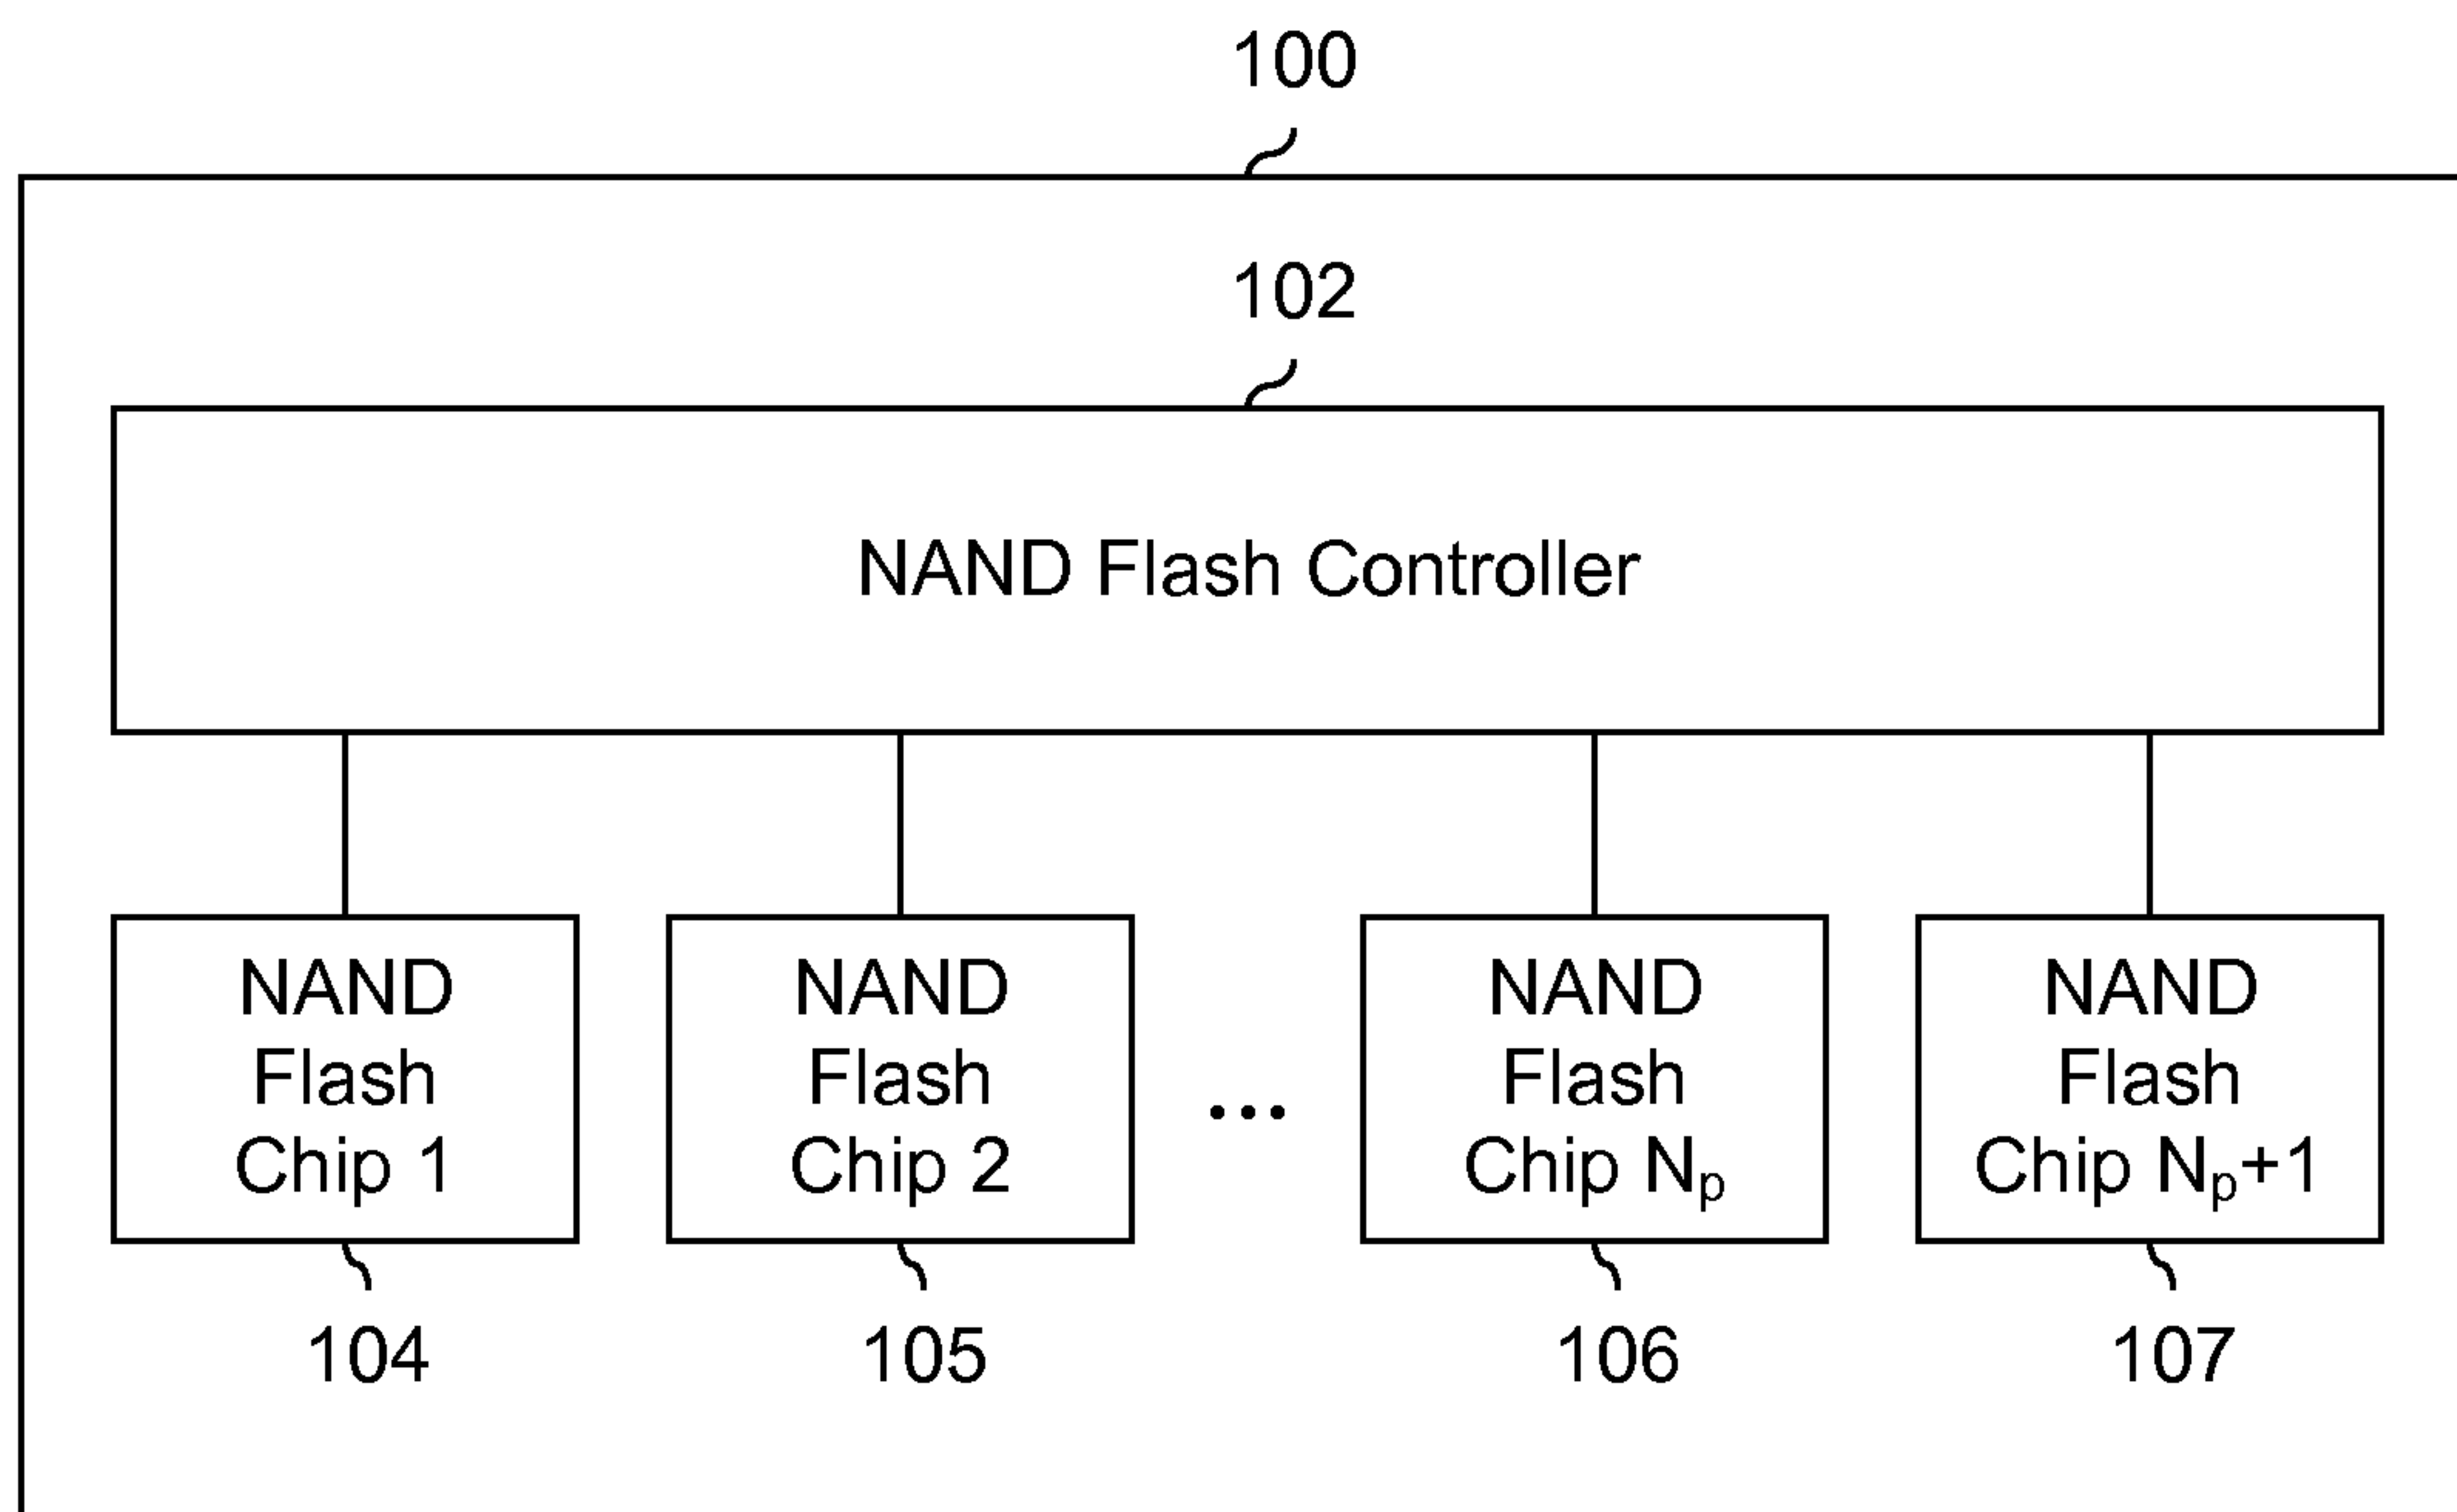 100
102
NAND Flash Controller
NAND
Flash
Chip 1
NAND
Flash
Chip 2
...
NAND
Flash
Chip Nₚ
NAND
Flash
Chip Nₚ+1
104
105
106
107